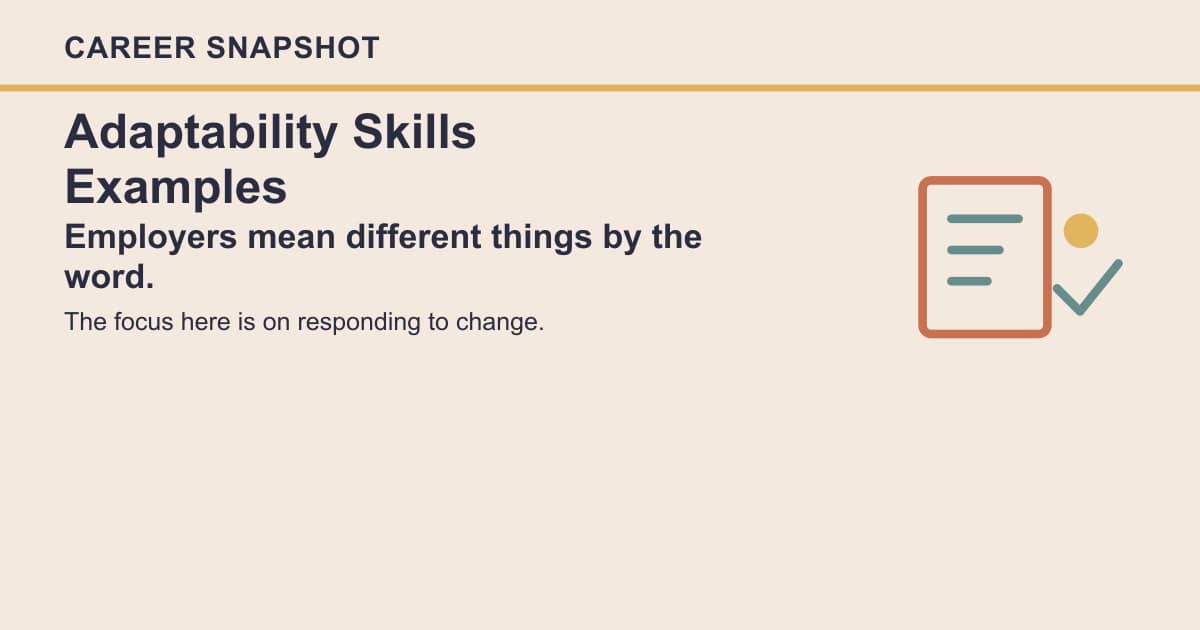 CAREER SNAPSHOT
Adaptability Skills
Examples
Employers mean different things by the
word.
The focus here is on responding to change.